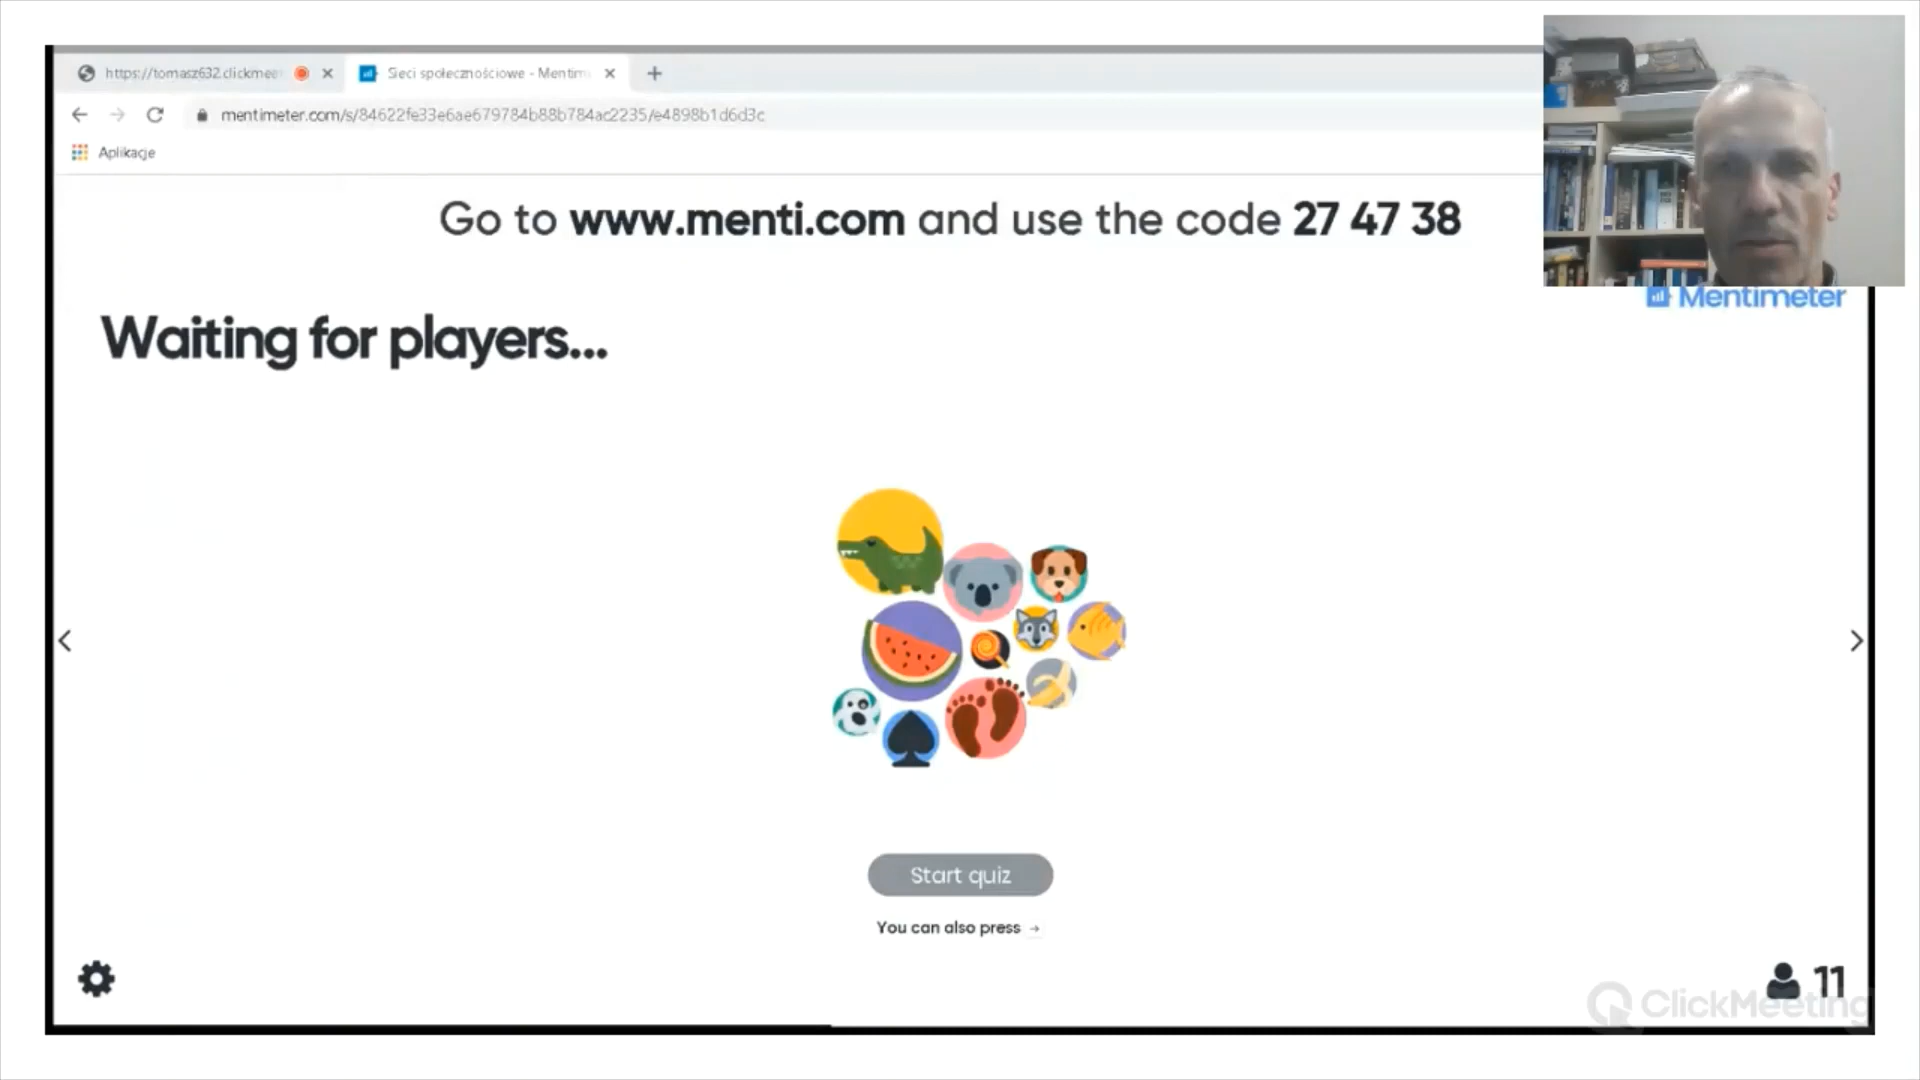 https://tomasz632.clickmee
Sieci społecznościowe - Mentim
mentimeter.com/s/84622fe33e6ae679784b88b784ac2235/e4898b1d6d3c
Aplikacje
Go to www.menti.com and use the code 27 47 38
Mentimeter
Waiting for players...
Start quiz
You can also press →
11
ClickMeeting